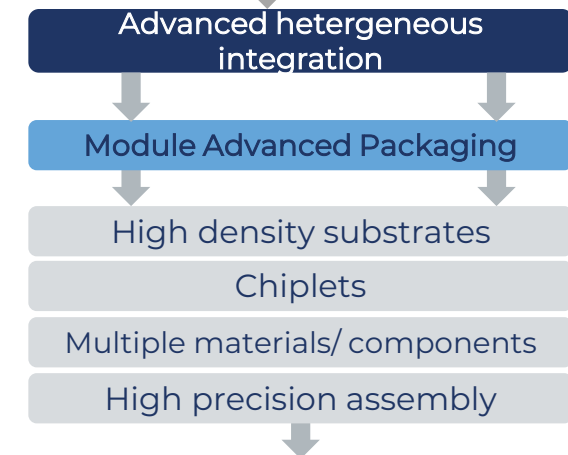 Advanced hetergeneous
integration
Module Advanced Packaging
High density substrates
Chiplets
Multiple materials/ components
High precision assembly